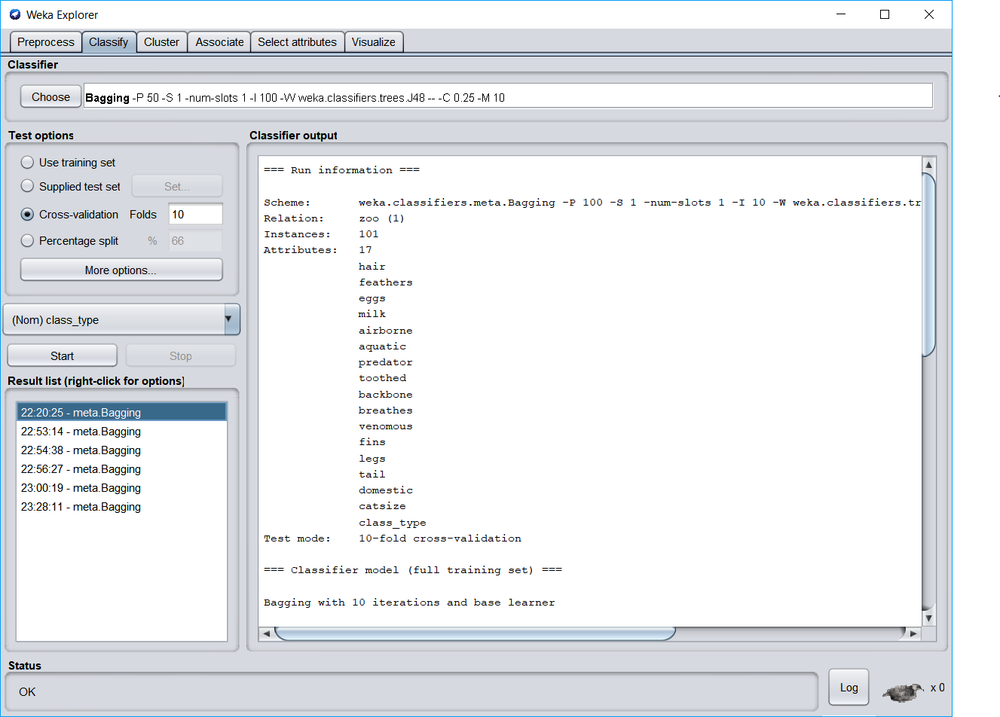 Weka Explorer
Preprocess Classify Cluster Associate Select attributes Visualize
Classifier
Choose Bagging -P 50 -S 1 -num-slots 1 -I 100 -W weka.classifiers.trees.J48 -- -C 0.25 -M 10
Test options
Use training set
Supplied test set Set...
Cross-validation Folds 10
Percentage split % 66
More options...
(Nom) class_type
Start Stop
Result list (right-click for options)
22:20:25 - meta.Bagging
22:53:14 - meta.Bagging
22:54:38 - meta.Bagging
22:56:27 - meta.Bagging
23:00:19 - meta.Bagging
23:28:11 - meta.Bagging
Classifier output
=== Run information ===
Scheme: weka.classifiers.meta.Bagging -P 100 -S 1 -num-slots 1 -I 10 -W weka.classifiers.tr
Relation: zoo (1)
Instances: 101
Attributes: 17
hair
feathers
eggs
milk
airborne
aquatic
predator
toothed
backbone
breathes
venomous
fins
legs
tail
domestic
catsize
class_type
Test mode: 10-fold cross-validation
=== Classifier model (full training set) ===
Bagging with 10 iterations and base learner
Status
OK
Log x 0